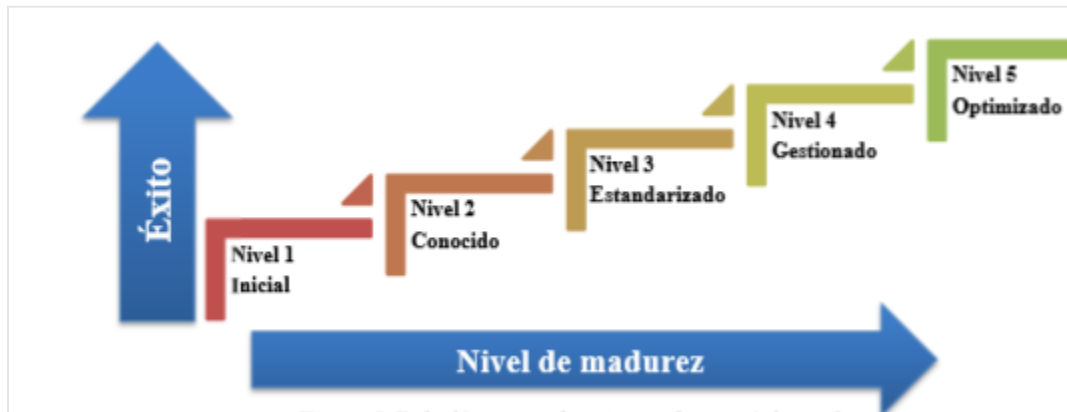 Éxito
Nivel 1
Inicial
Nivel 2
Conocido
Nivel 3
Estandarizado
Nivel 4
Gestionado
Nivel 5
Optimizado
Nivel de madurez